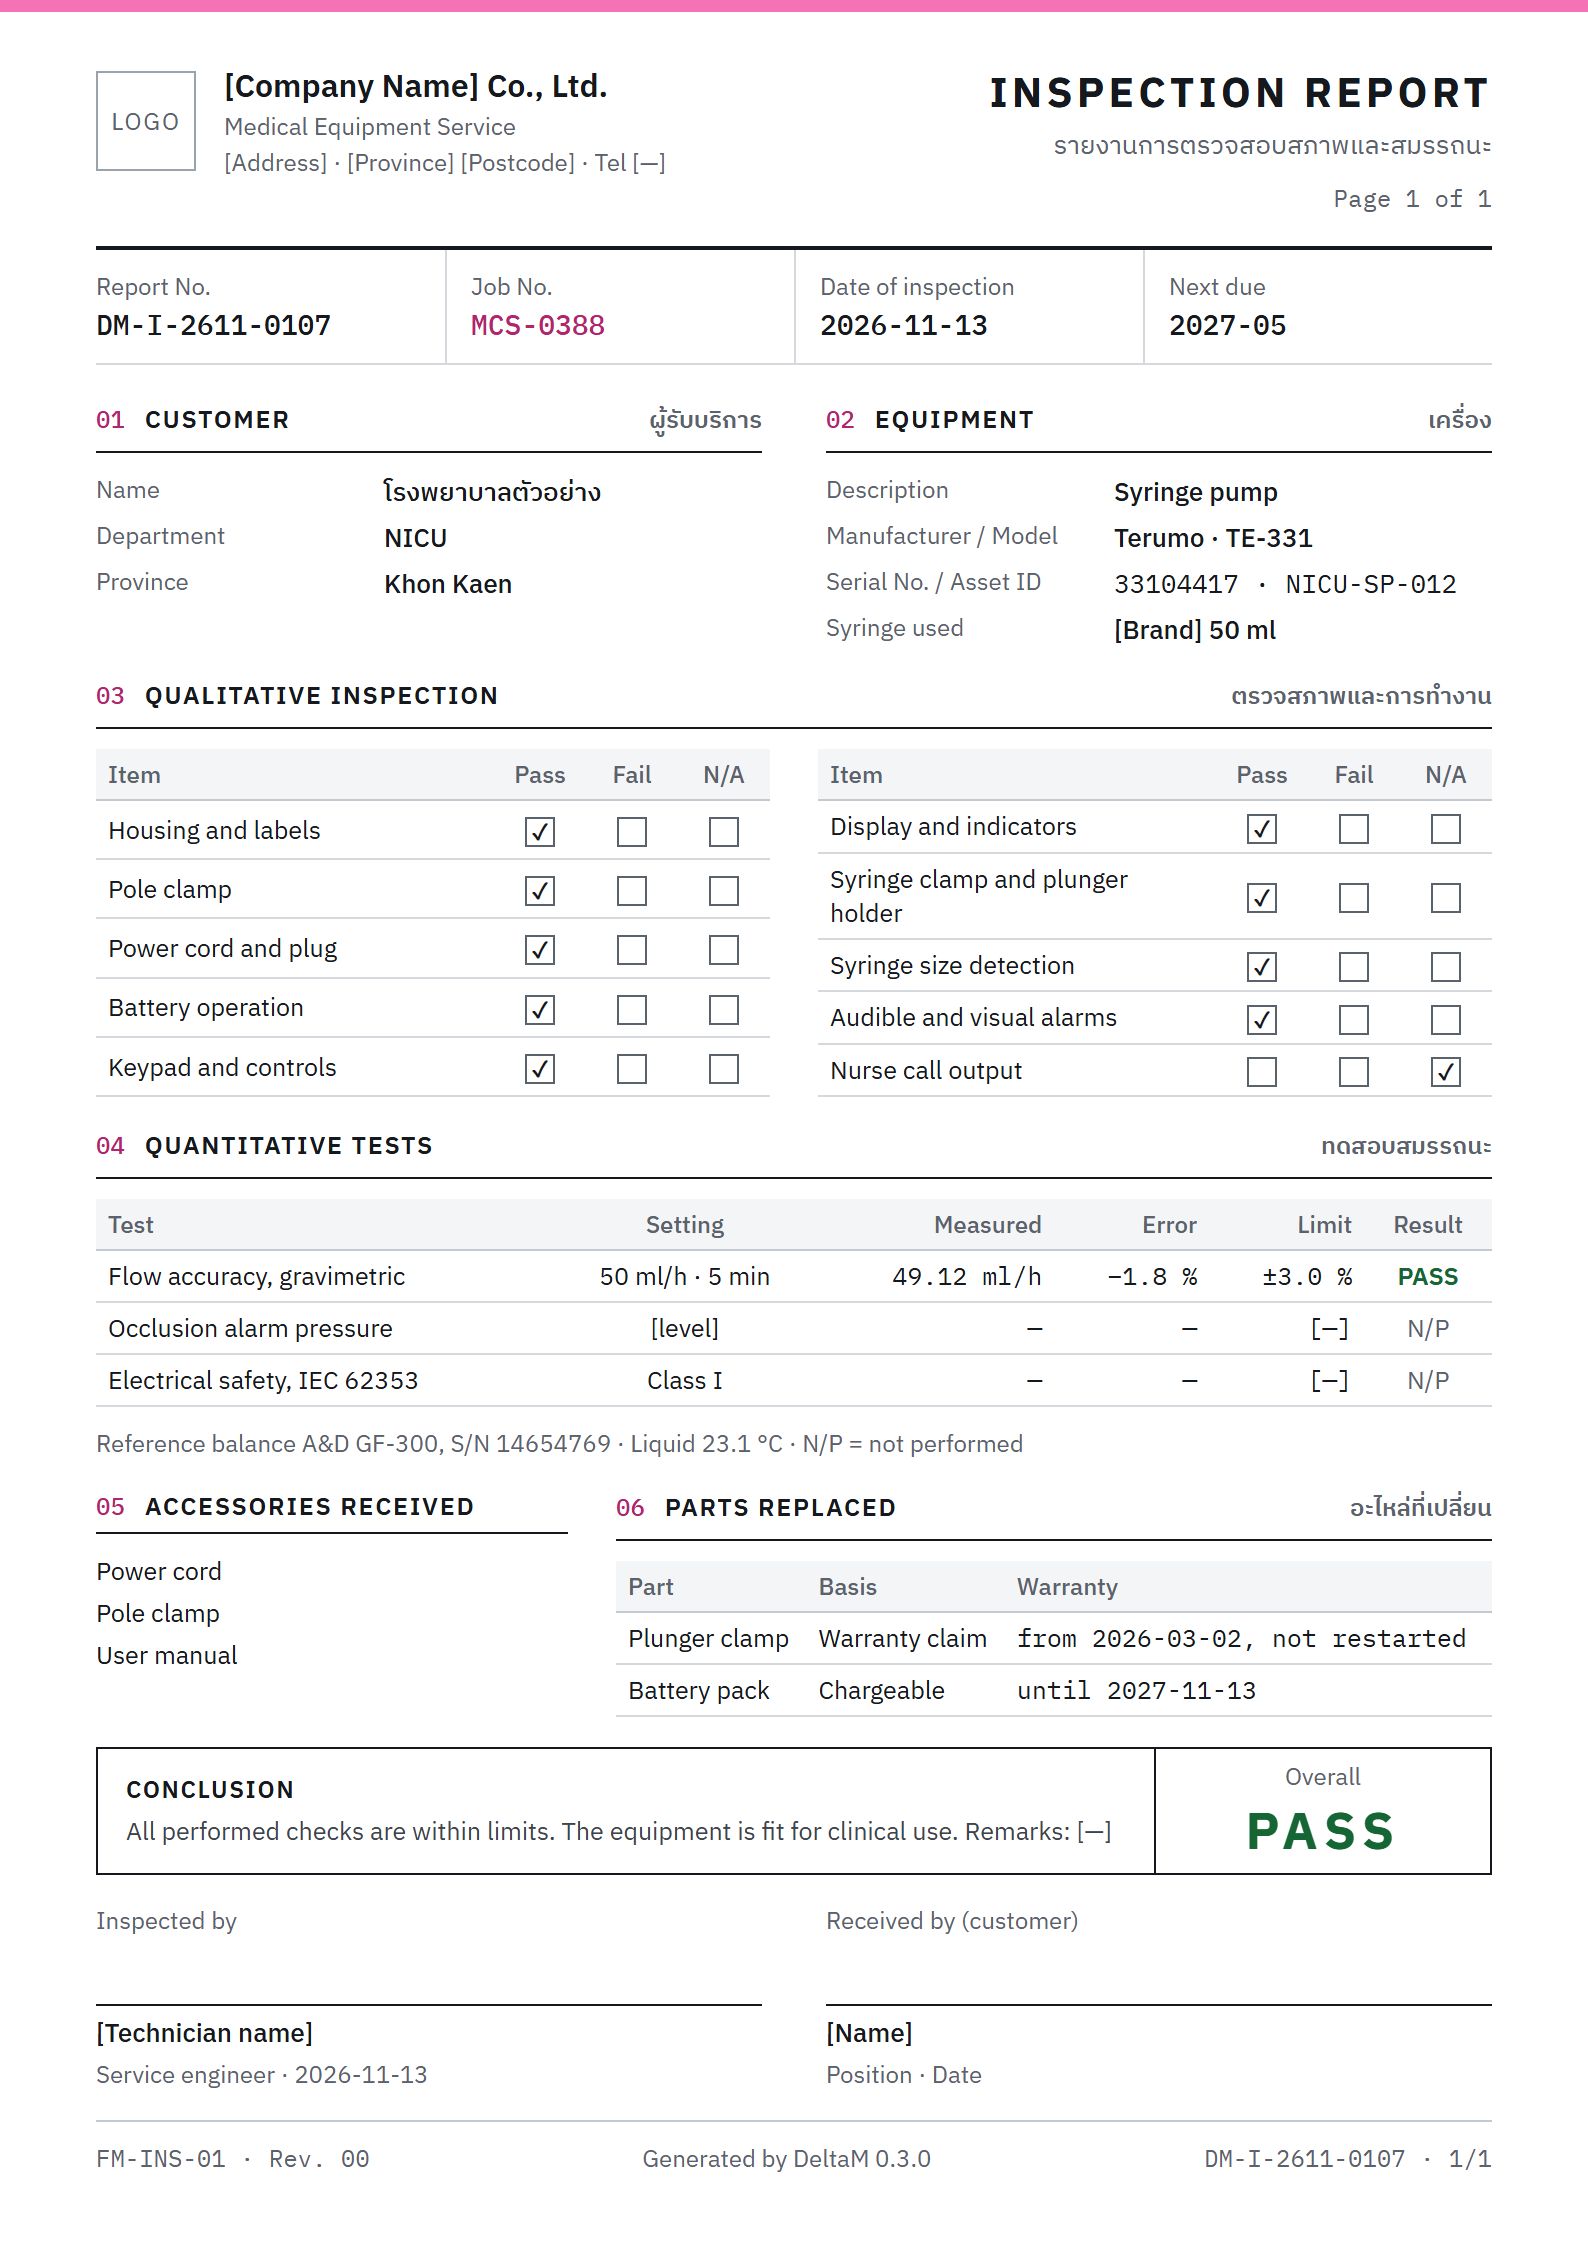 LOGO
[Company Name] Co., Ltd.
Medical Equipment Service
[Address] · [Province] [Postcode] · Tel [—]
INSPECTION REPORT
รายงานการตรวจสอบสภาพและสมรรถนะ
Page 1 of 1
Report No.
DM-I-2611-0107
Job No.
MCS-0388
Date of inspection
2026-11-13
Next due
2027-05
01 CUSTOMER ผู้รับบริการ
Name โรงพยาบาลตัวอย่าง
Department NICU
Province Khon Kaen
02 EQUIPMENT เครื่อง
Description Syringe pump
Manufacturer / Model Terumo · TE-331
Serial No. / Asset ID 33104417 · NICU-SP-012
Syringe used [Brand] 50 ml
03 QUALITATIVE INSPECTION ตรวจสภาพและการทำงาน
Item Pass Fail N/A
Housing and labels ✓
Pole clamp ✓
Power cord and plug ✓
Battery operation ✓
Keypad and controls ✓
Item Pass Fail N/A
Display and indicators ✓
Syringe clamp and plunger
holder ✓
Syringe size detection ✓
Audible and visual alarms ✓
Nurse call output ✓
04 QUANTITATIVE TESTS ทดสอบสมรรถนะ
Test Setting Measured Error Limit Result
Flow accuracy, gravimetric 50 ml/h · 5 min 49.12 ml/h −1.8 % ±3.0 % PASS
Occlusion alarm pressure [level] — — [—] N/P
Electrical safety, IEC 62353 Class I — — [—] N/P
Reference balance A&D GF-300, S/N 14654769 · Liquid 23.1 °C · N/P = not performed
05 ACCESSORIES RECEIVED
Power cord
Pole clamp
User manual
06 PARTS REPLACED อะไหล่ที่เปลี่ยน
Part Basis Warranty
Plunger clamp Warranty claim from 2026-03-02, not restarted
Battery pack Chargeable until 2027-11-13
CONCLUSION
All performed checks are within limits. The equipment is fit for clinical use. Remarks: [—]
Overall
PASS
Inspected by
[Technician name]
Service engineer · 2026-11-13
Received by (customer)
[Name]
Position · Date
FM-INS-01 · Rev. 00 Generated by DeltaM 0.3.0 DM-I-2611-0107 · 1/1